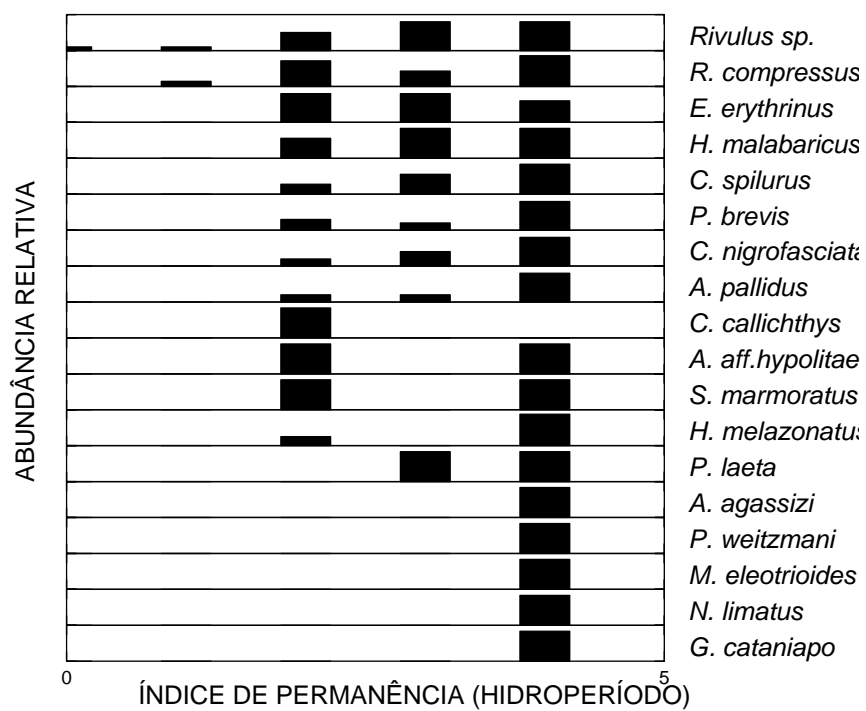 Rivulus sp.
R. compressus
E. erythrinus
H. malabaricus
C. spilurus
P. brevis
C. nigrofasciata
A. pallidus
C. callichthys
A. aff.hypolitae
S. marmoratus
H. melazonatus
P. laeta
A. agassizi
P. weitzmani
M. eleotrioides
N. limatus
G. cataniapo
ABUNDÂNCIA RELATIVA
0 5
ÍNDICE DE PERMANÊNCIA (HIDROPERÍODO)